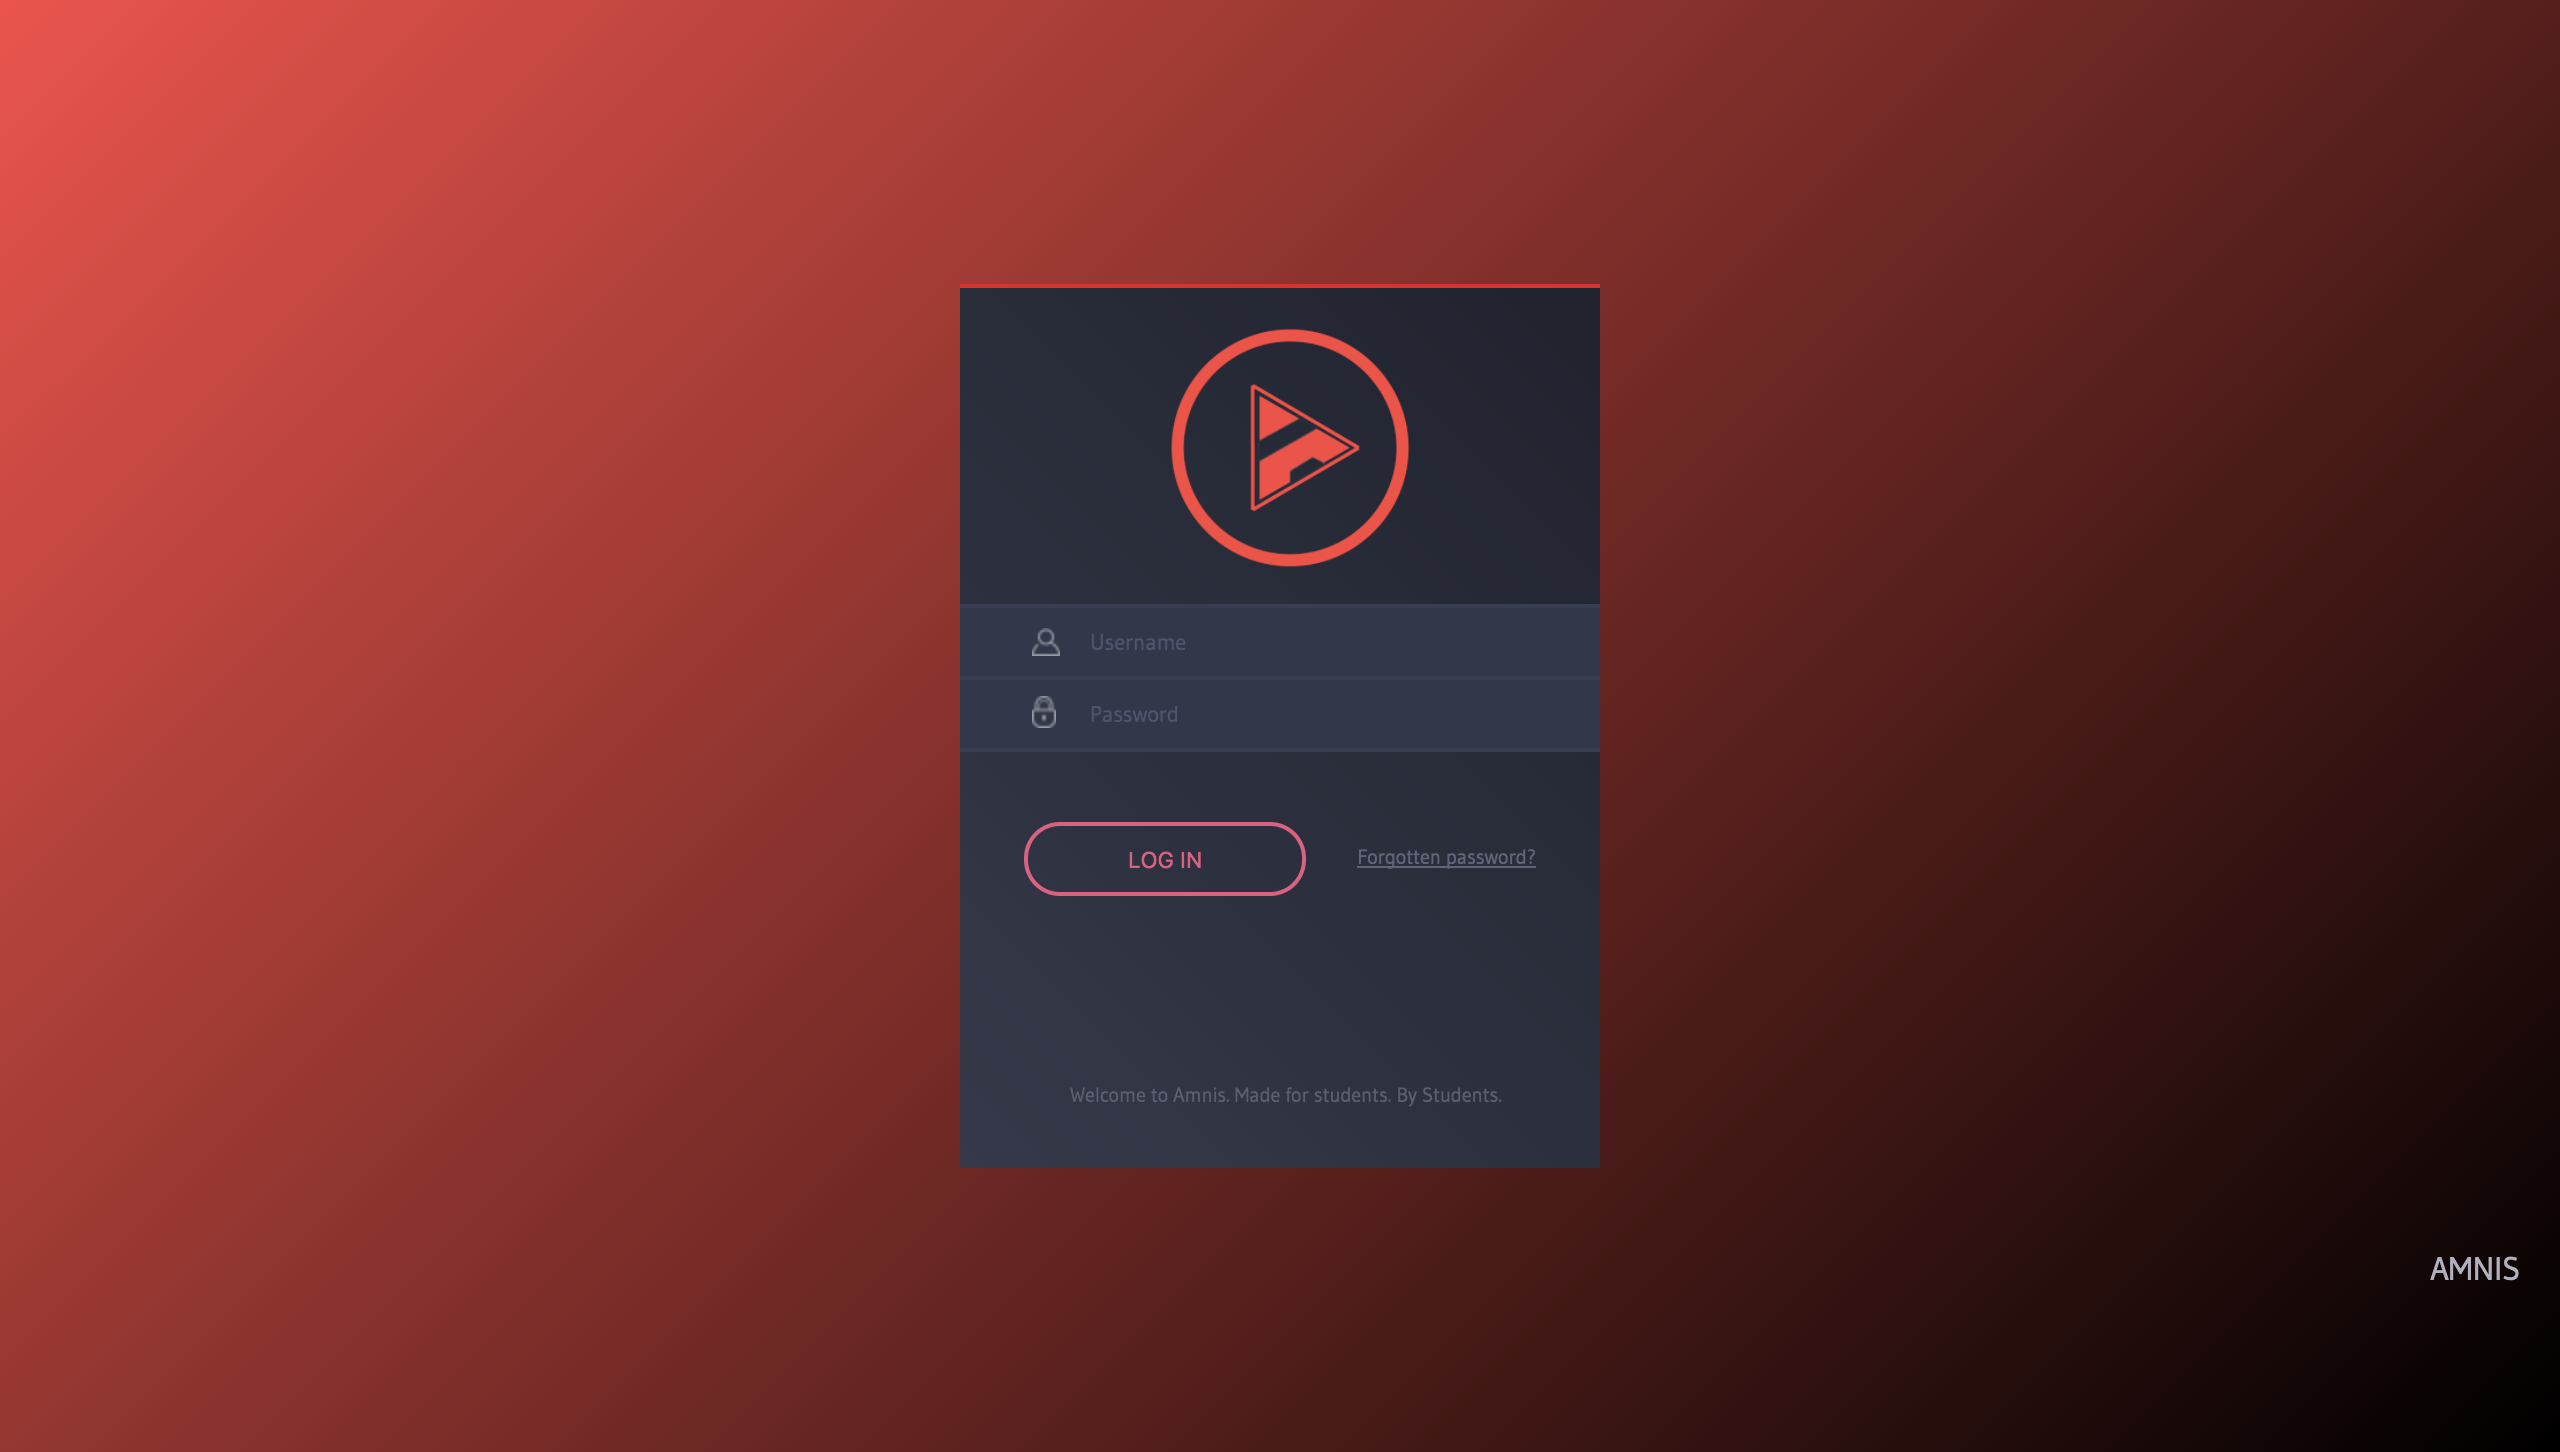 Username
Password
LOG IN
Forgotten password?
Welcome to Amnis. Made for students. By Students.
AMNIS